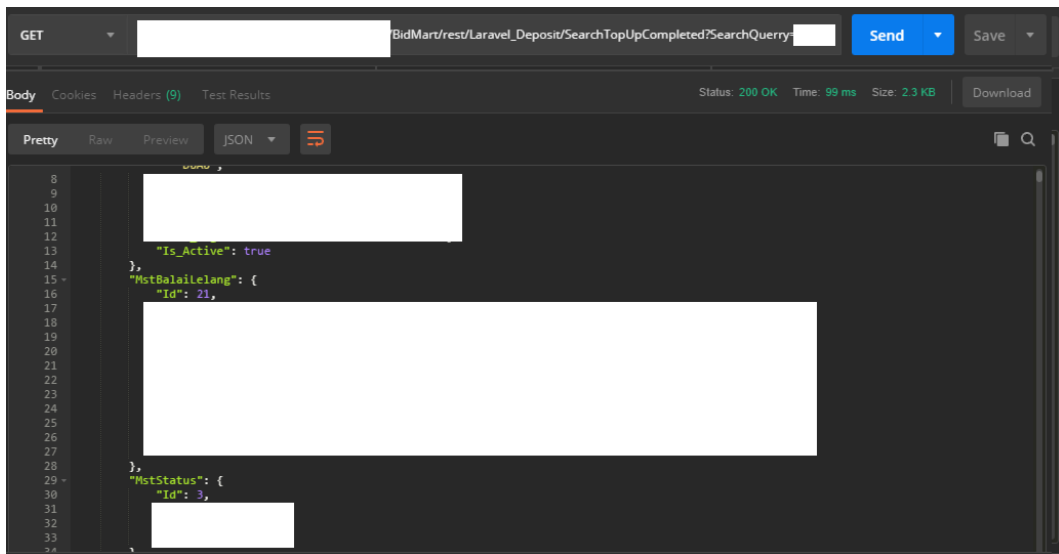 GET
/BidMart/rest/Laravel_Deposit/SearchTopUpCompleted?SearchQuerry=
Send
Save
Body Cookies Headers (9) Test Results
Status: 200 OK Time: 99 ms Size: 2.3 KB
Download
Pretty Raw Preview JSON
8
9
10
11
12
13 "Is_Active": true
14 },
15 "MstBalaiLelang": {
16 "Id": 21,
17
18
19
20
21
22
23
24
25
26
27
28 },
29 "MstStatus": {
30 "Id": 3,
31
32
33
34 }